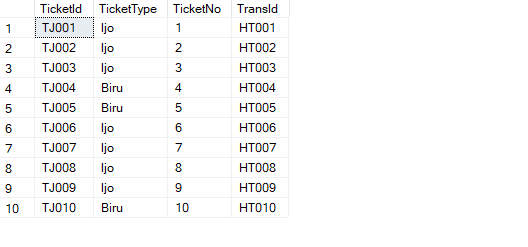 TicketId TicketType TicketNo TransId
1 TJ001 Ijo 1 HT001
2 TJ002 Ijo 2 HT002
3 TJ003 Ijo 3 HT003
4 TJ004 Biru 4 HT004
5 TJ005 Biru 5 HT005
6 TJ006 Ijo 6 HT006
7 TJ007 Ijo 7 HT007
8 TJ008 Ijo 8 HT008
9 TJ009 Ijo 9 HT009
10 TJ010 Biru 10 HT010